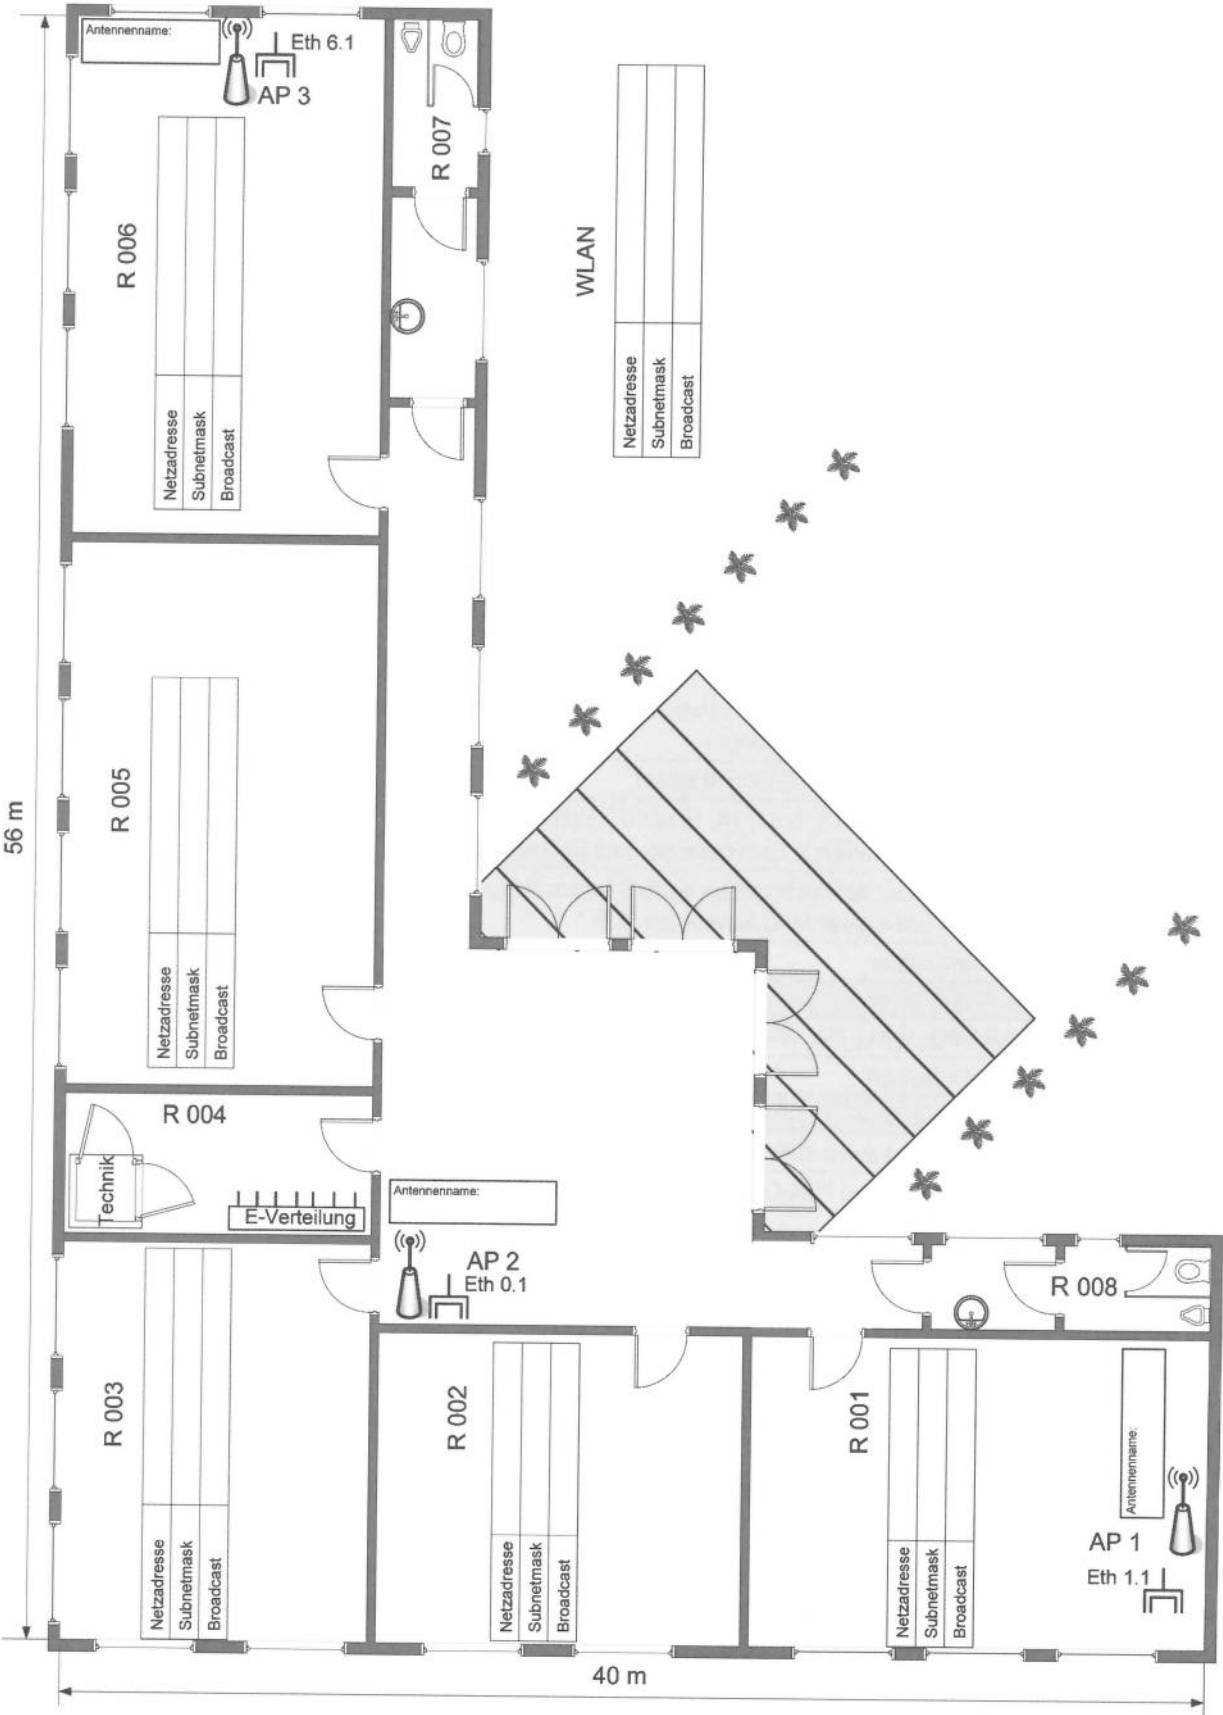 Antennenname:
Eth 6.1
AP 3
R 007
R 006
Netzadresse
Subnetmask
Broadcast
WLAN
Netzadresse
Subnetmask
Broadcast
56 m
R 005
Netzadresse
Subnetmask
Broadcast
R 004
Technik
E-Verteilung
Antennenname:
AP 2
Eth 0.1
R 008
R 003
Netzadresse
Subnetmask
Broadcast
R 002
Netzadresse
Subnetmask
Broadcast
R 001
Netzadresse
Subnetmask
Broadcast
Antennenname:
AP 1
Eth 1.1
40 m